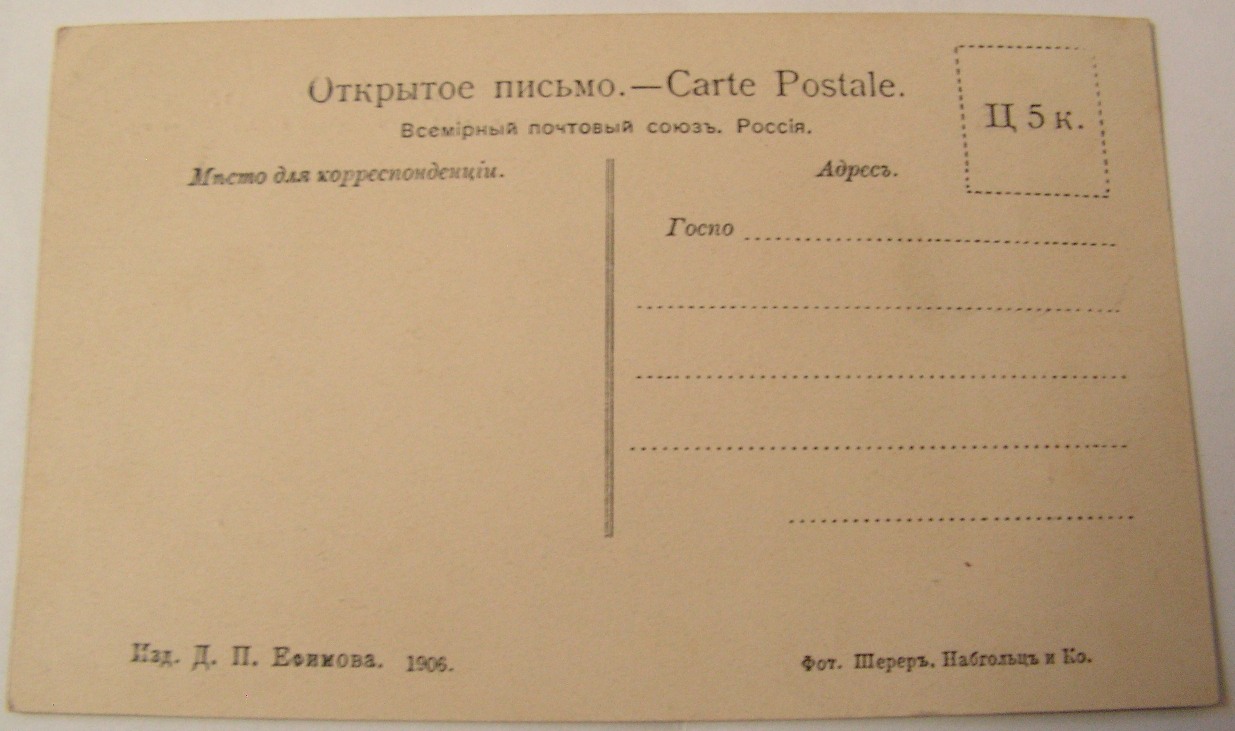 Открытое письмо.—Carte Postale.
Всемірный почтовый союзъ. Россія.
Ц 5 к.
Мѣсто для корреспонденціи.
Адресъ.
Госпо
Изд. Д. П. Ефимова. 1906.
Фот. Шереръ, Набгольцъ и Ко.